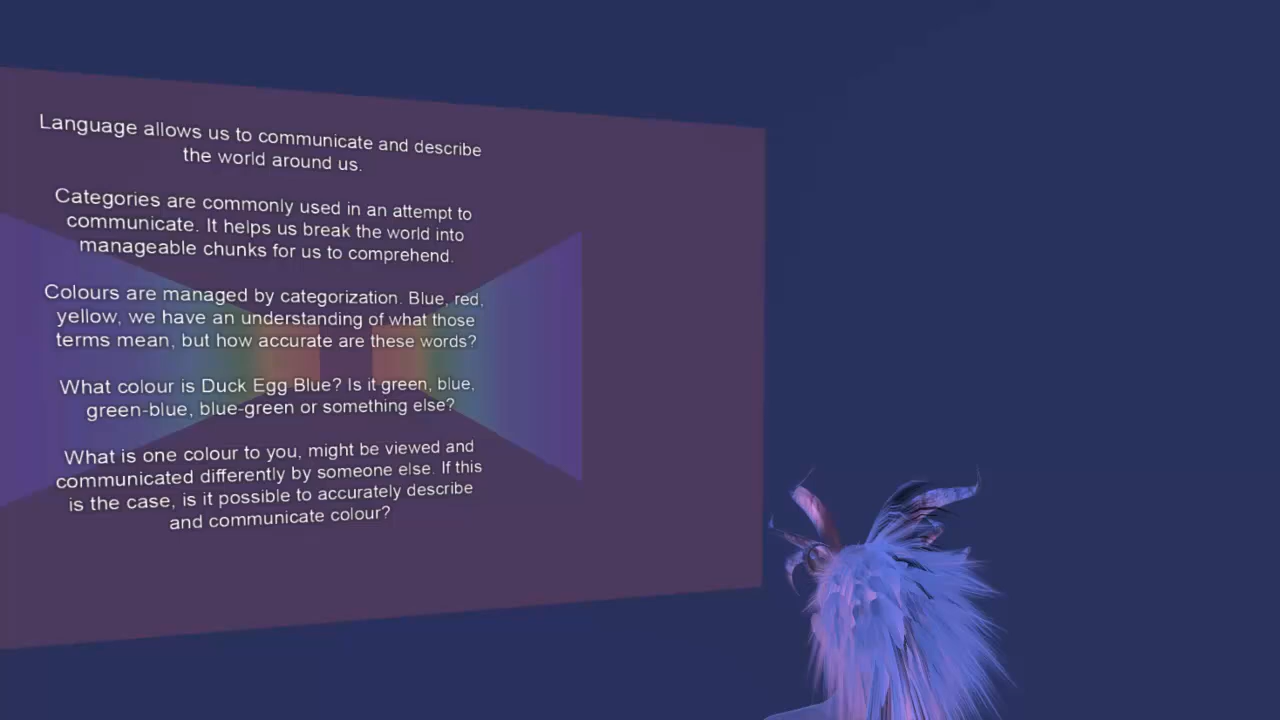 Language allows us to communicate and describe
the world around us.
Categories are commonly used in an attempt to
communicate. It helps us break the world into
manageable chunks for us to comprehend.
Colours are managed by categorization. Blue, red,
yellow, we have an understanding of what those
terms mean, but how accurate are these words?
What colour is Duck Egg Blue? Is it green, blue,
green-blue, blue-green or something else?
What is one colour to you, might be viewed and
communicated differently by someone else. If this
is the case, is it possible to accurately describe
and communicate colour?